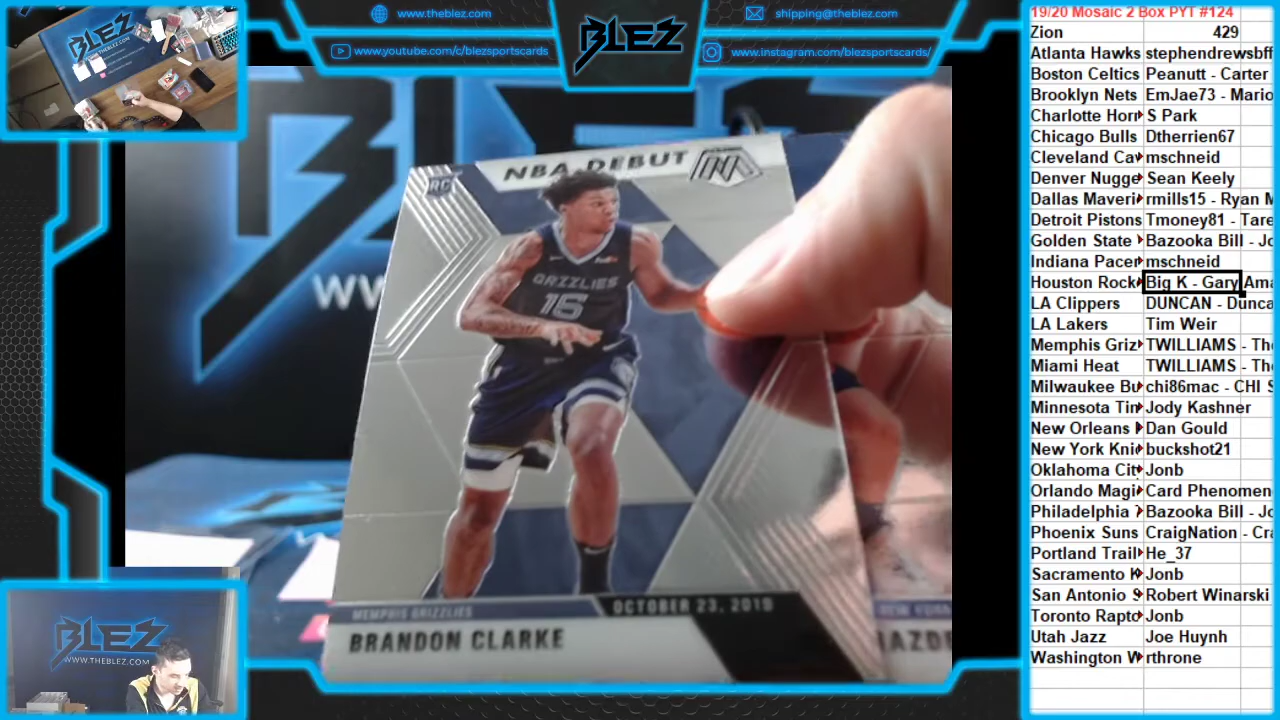 www.theblez.com
shipping@theblez.com
www.youtube.com/c/blezsportscards
www.instagram.com/blezsportscards/
BLEZ
BLEZ
19/20 Mosaic 2 Box PYT #124
Zion 429
Atlanta Hawks stephendrewsbff
Boston Celtics Peanutt - Carter
Brooklyn Nets EmJae73 - Mario
Charlotte Horn S Park
Chicago Bulls Dtherrien67
Cleveland Ca mschneid
Denver Nugge Sean Keely
Dallas Maveri rmills15 - Ryan M
Detroit Pistons Tmoney81 - Tare
Golden State Bazooka Bill - Jo
Indiana Pacer mschneid
Houston Rock Big K - Gary Ama
LA Clippers DUNCAN - Dunca
LA Lakers Tim Weir
Memphis Griz TWILLIAMS - The
Miami Heat TWILLIAMS - The
Milwaukee Bu chi86mac - CHI S
Minnesota Tim Jody Kashner
New Orleans Dan Gould
New York Kni buckshot21
Oklahoma Cit Jonb
Orlando Magi Card Phenomen
Philadelphia Bazooka Bill - Jo
Phoenix Suns CraigNation - Cra
Portland Trail He_37
Sacramento K Jonb
San Antonio S Robert Winarski
Toronto Rapto Jonb
Utah Jazz Joe Huynh
Washington W rthrone
NBA DEBUT
RC
GRIZZLIES
15
MEMPHIS GRIZZLIES
OCTOBER 23, 2019
BRANDON CLARKE
NEW YORK
RAZDE
BLEZ
WWW.THEBLEZ.COM